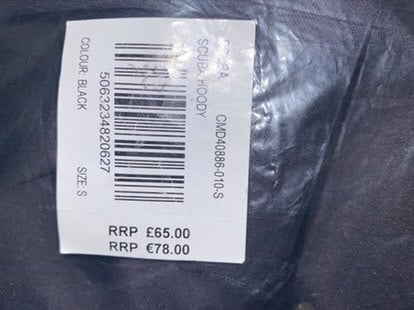 SCUBA HOODY
CMD40886-010-S
5063234820627
COLOUR: BLACK
SIZE:S
RRP £65.00
RRP €78.00